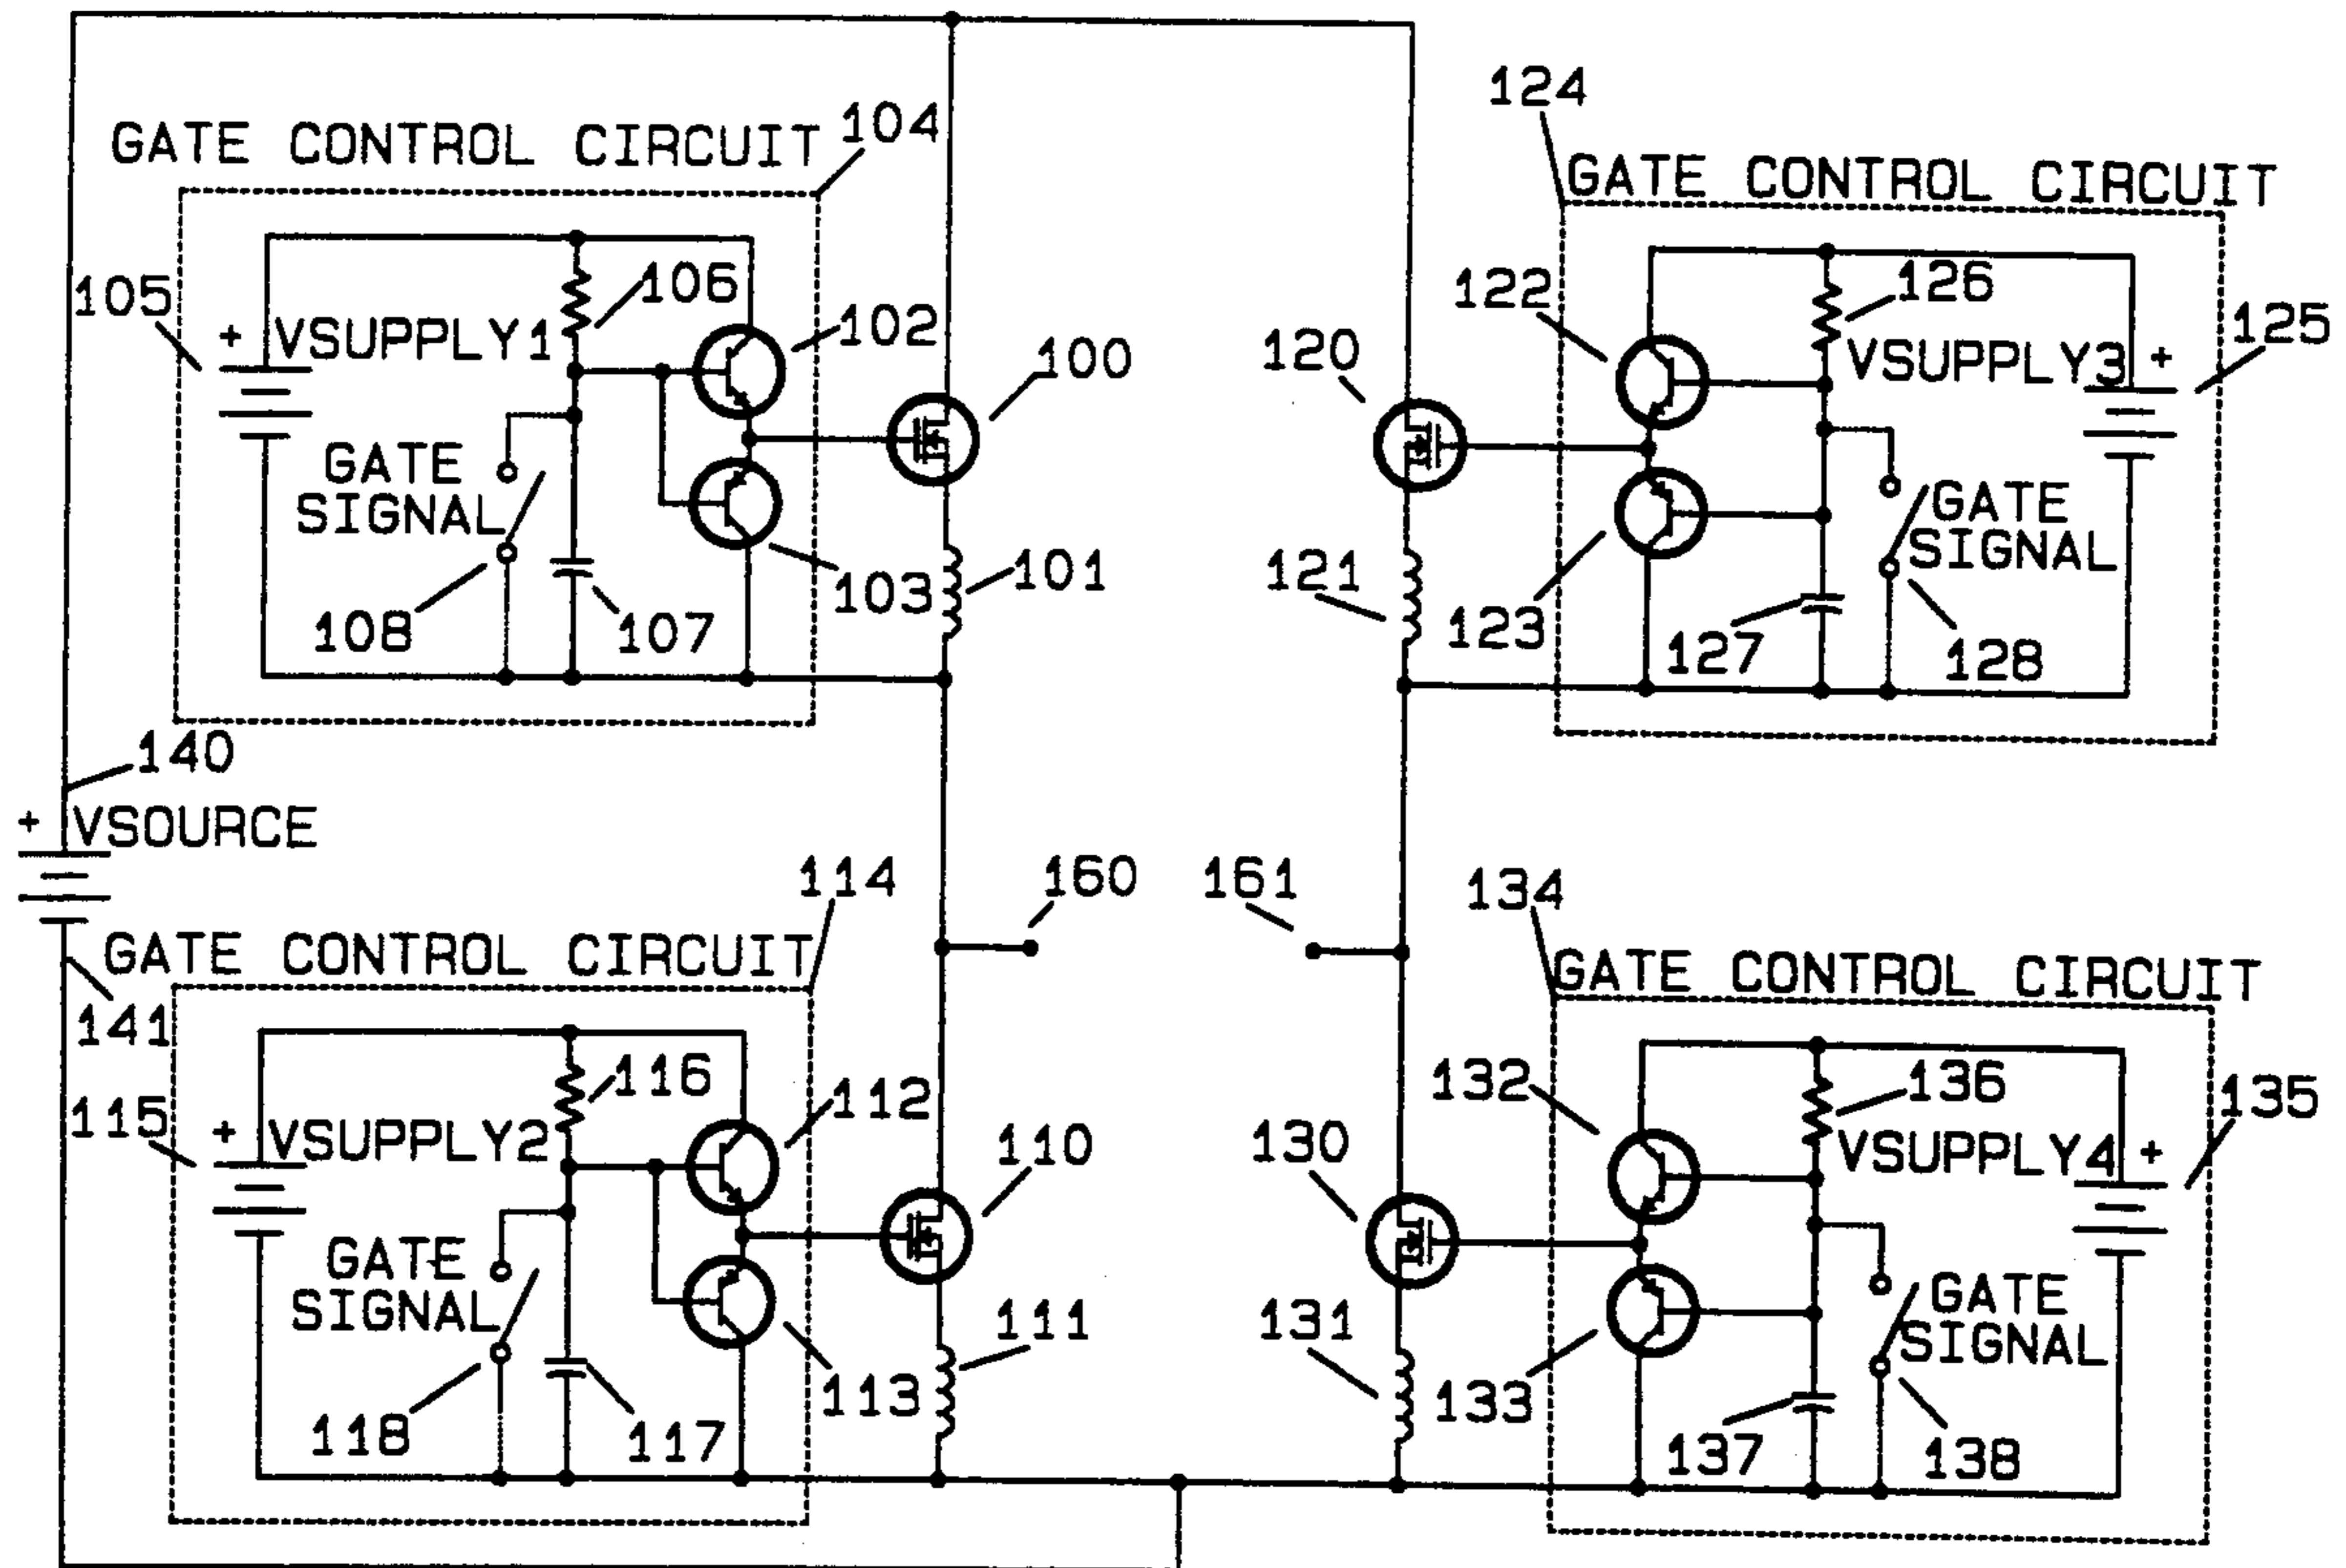 124
GATE CONTROL CIRCUIT 104
GATE CONTROL CIRCUIT
105
+ VSUPPLY1
106
102
100
120
122
126
VSUPPLY3 +
125
GATE
SIGNAL
108
107
103
101
121
123
127
GATE
SIGNAL
128
140
+ VSOURCE
141
114
160
161
134
GATE CONTROL CIRCUIT
GATE CONTROL CIRCUIT
115
+ VSUPPLY2
116
112
110
130
132
136
VSUPPLY4 +
135
GATE
SIGNAL
118
117
113
111
131
133
137
GATE
SIGNAL
138